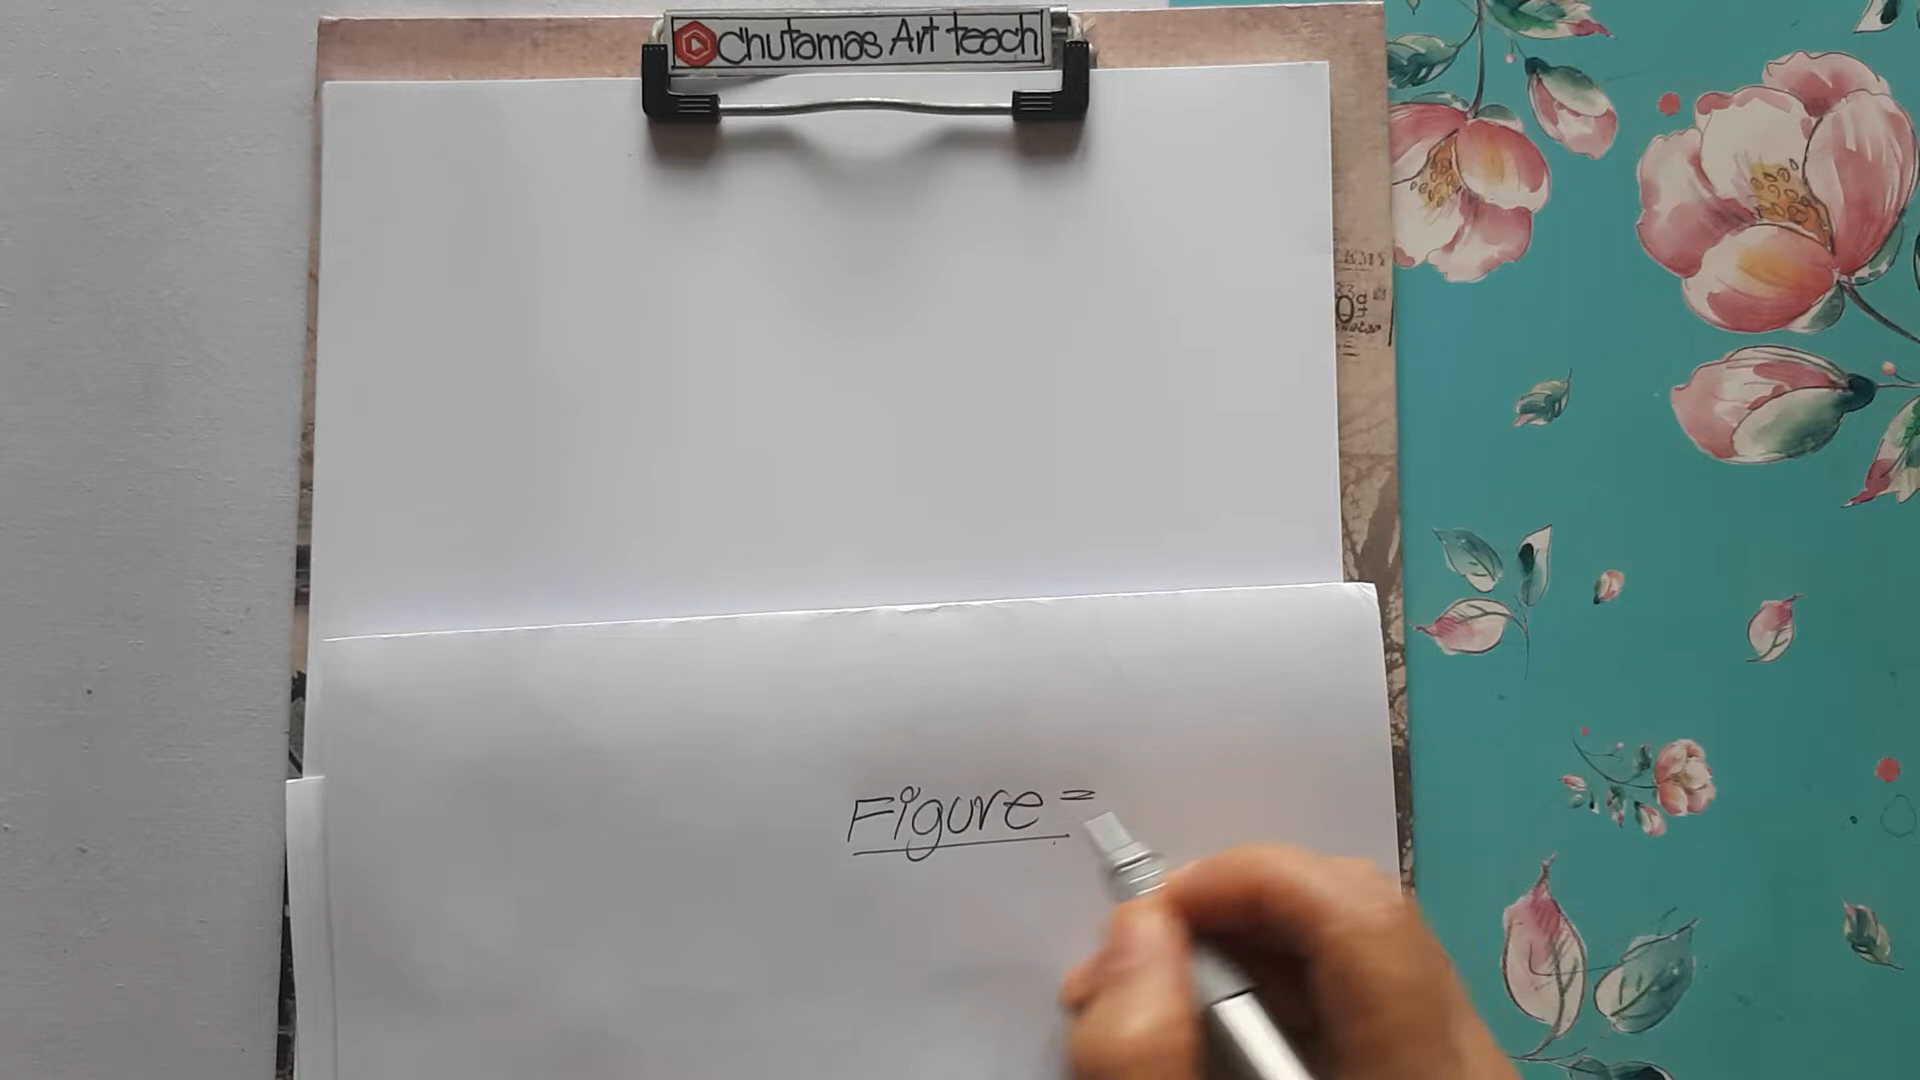 Chutamas Art teach
Figure =